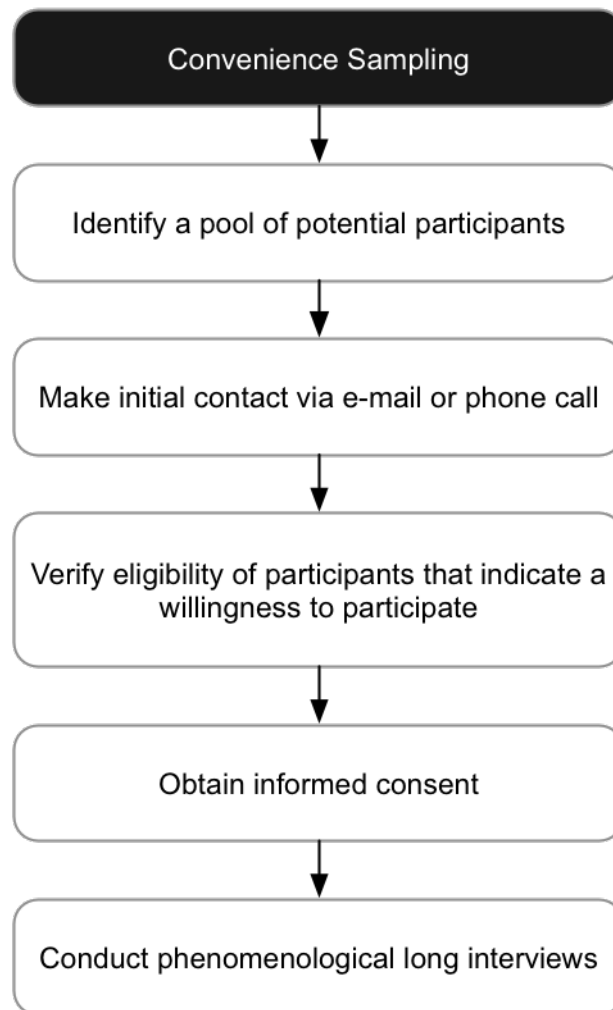 Convenience Sampling
Identify a pool of potential participants
Make initial contact via e-mail or phone call
Verify eligibility of participants that indicate a
willingness to participate
Obtain informed consent
Conduct phenomenological long interviews